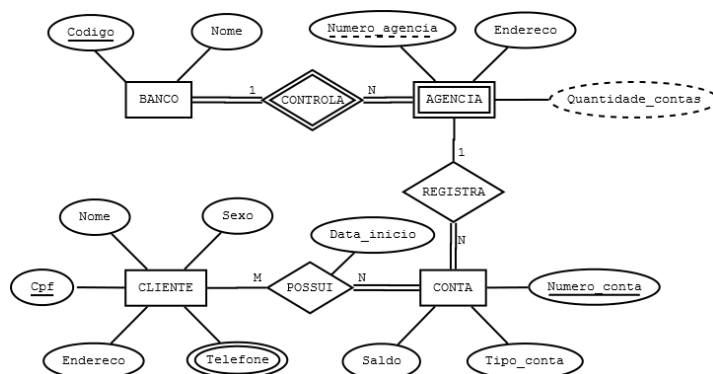 Codigo
Nome
Numero_agencia
Endereco
BANCO
1
CONTROLA
N
AGENCIA
Quantidade_contas
1
REGISTRA
Nome
Sexo
Data_inicio
N
Cpf
CLIENTE
M
POSSUI
N
CONTA
Numero_conta
Endereco
Telefone
Saldo
Tipo_conta